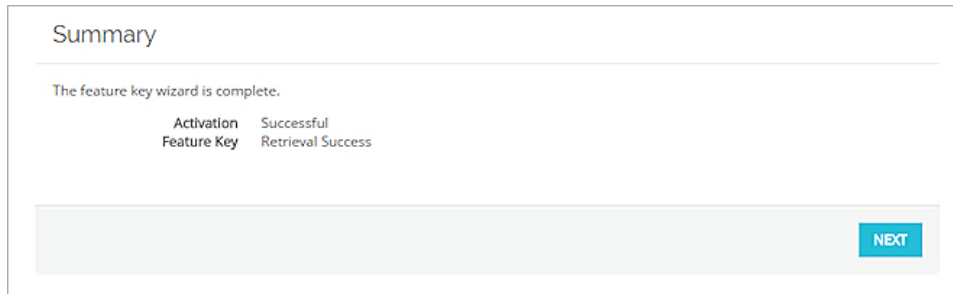 Summary
The feature key wizard is complete.
Activation Successful
Feature Key Retrieval Success
NEXT